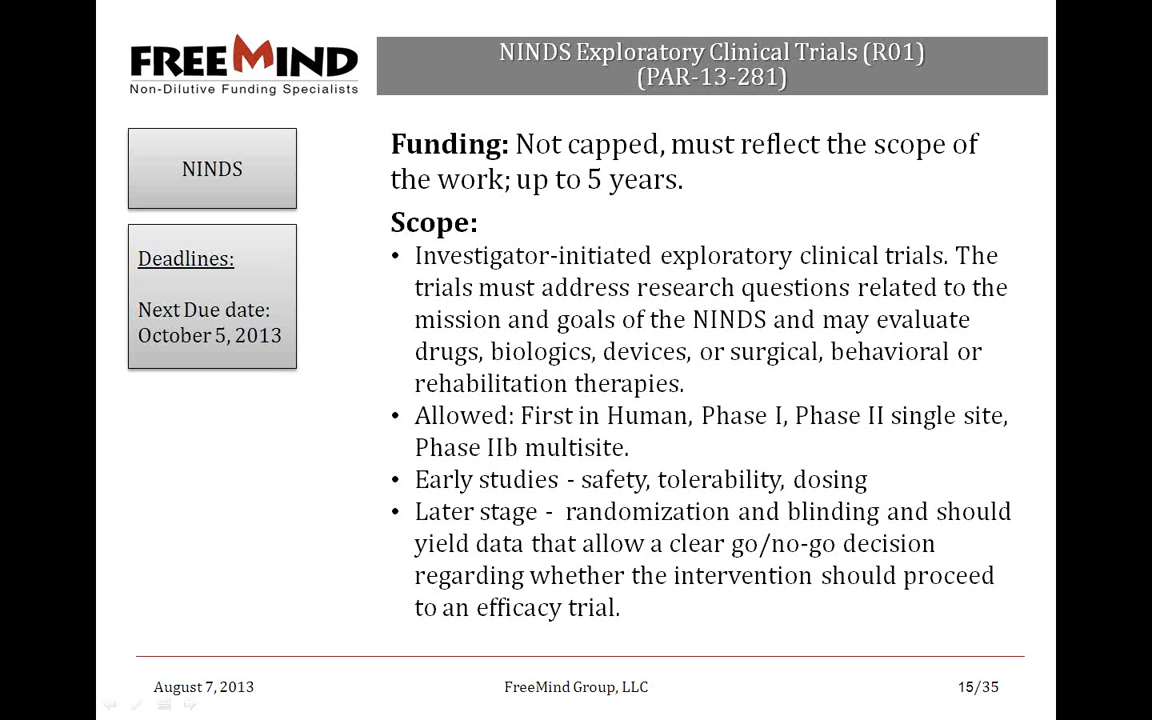 FREEMIND
Non-Dilutive Funding Specialists
NINDS Exploratory Clinical Trials (R01)
(PAR-13-281)
NINDS
Deadlines:
Next Due date:
October 5, 2013
Funding: Not capped, must reflect the scope of
the work; up to 5 years.
Scope:
• Investigator-initiated exploratory clinical trials. The
trials must address research questions related to the
mission and goals of the NINDS and may evaluate
drugs, biologics, devices, or surgical, behavioral or
rehabilitation therapies.
• Allowed: First in Human, Phase I, Phase II single site,
Phase IIb multisite.
• Early studies - safety, tolerability, dosing
• Later stage - randomization and blinding and should
yield data that allow a clear go/no-go decision
regarding whether the intervention should proceed
to an efficacy trial.
August 7, 2013
FreeMind Group, LLC
15/35